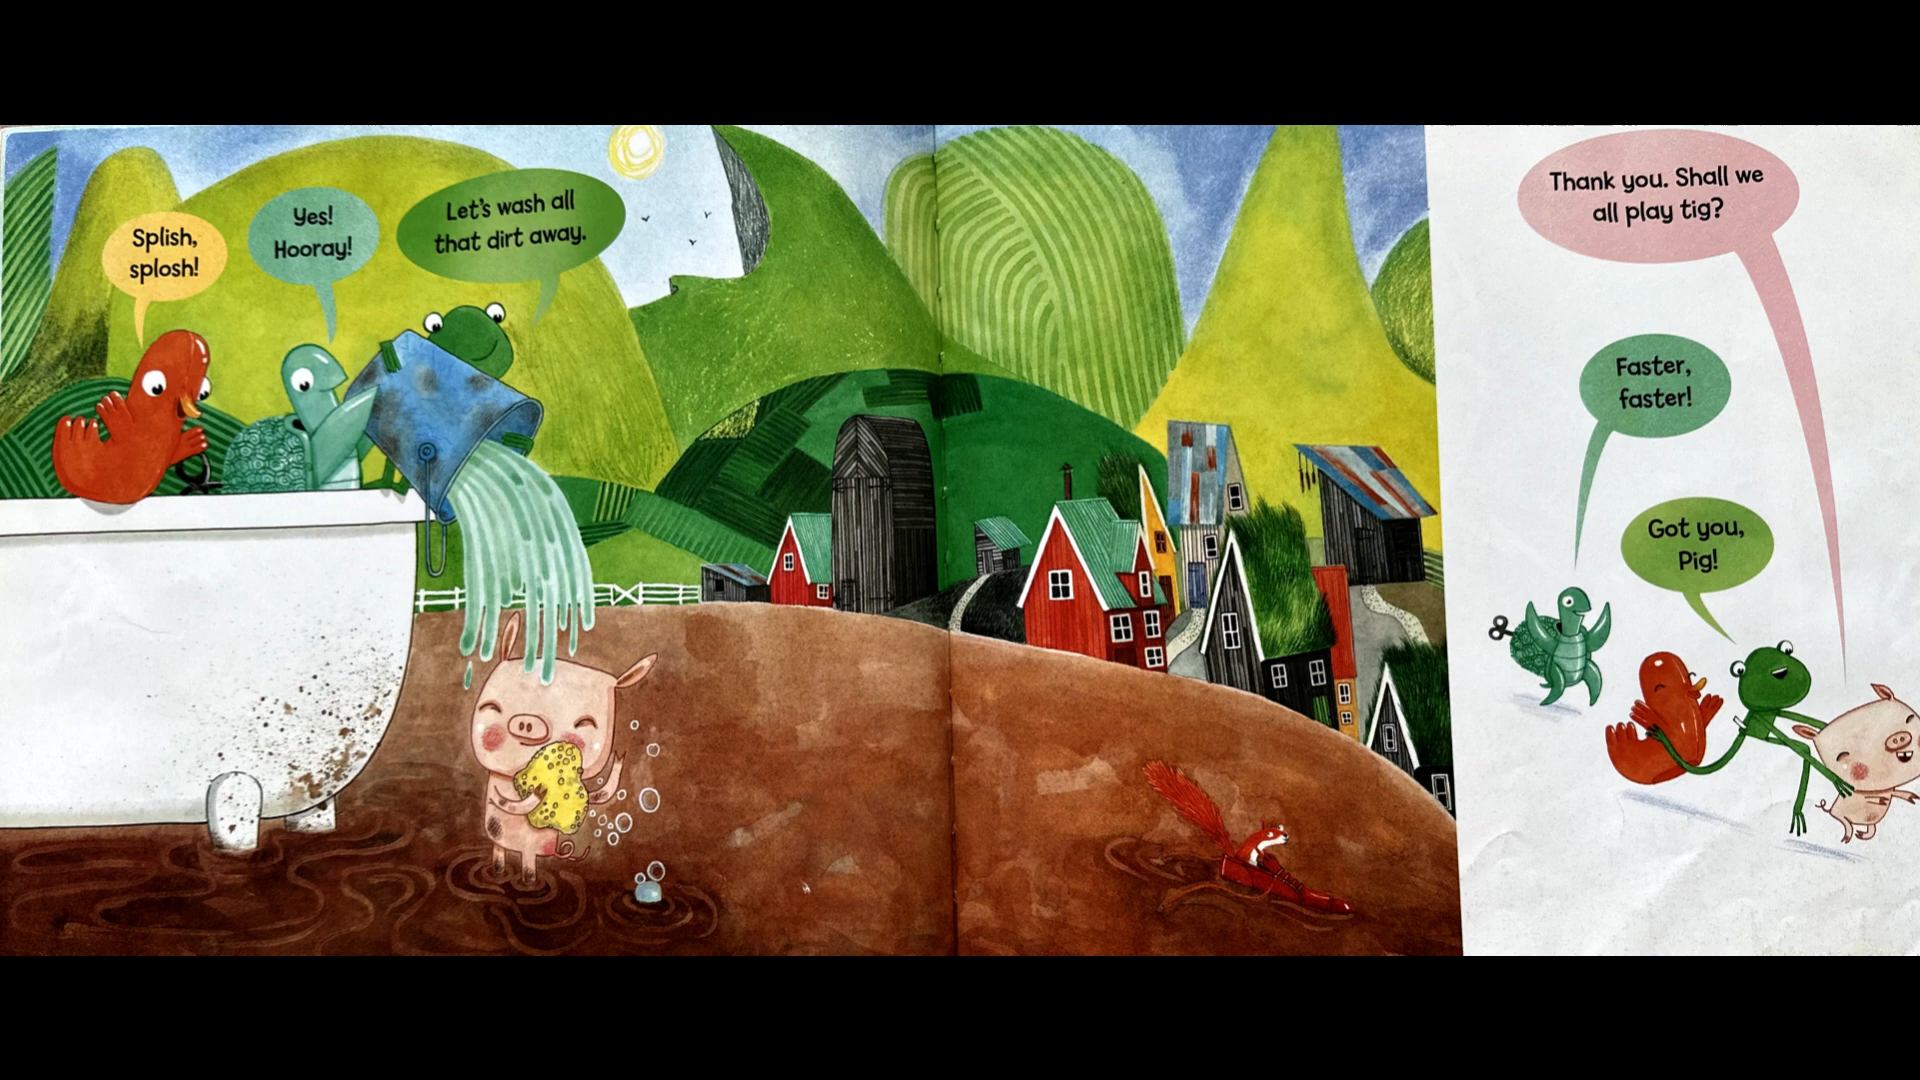 Splish,
splosh!
Yes!
Hooray!
Let's wash all
that dirt away.
Thank you. Shall we
all play tig?
Faster,
faster!
Got you,
Pig!